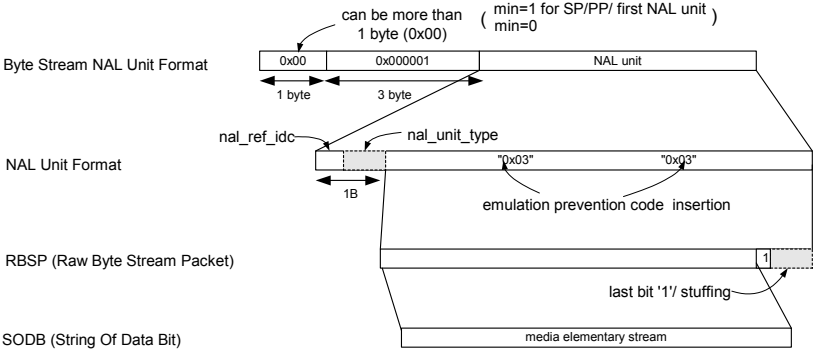 can be more than
1 byte (0x00)
( min=1 for SP/PP/ first NAL unit )
min=0
Byte Stream NAL Unit Format
0x00
0x000001
NAL unit
1 byte
3 byte
nal_ref_idc
nal_unit_type
NAL Unit Format
"0x03"
"0x03"
1B
emulation prevention code insertion
RBSP (Raw Byte Stream Packet)
1
last bit '1'/ stuffing
SODB (String Of Data Bit)
media elementary stream